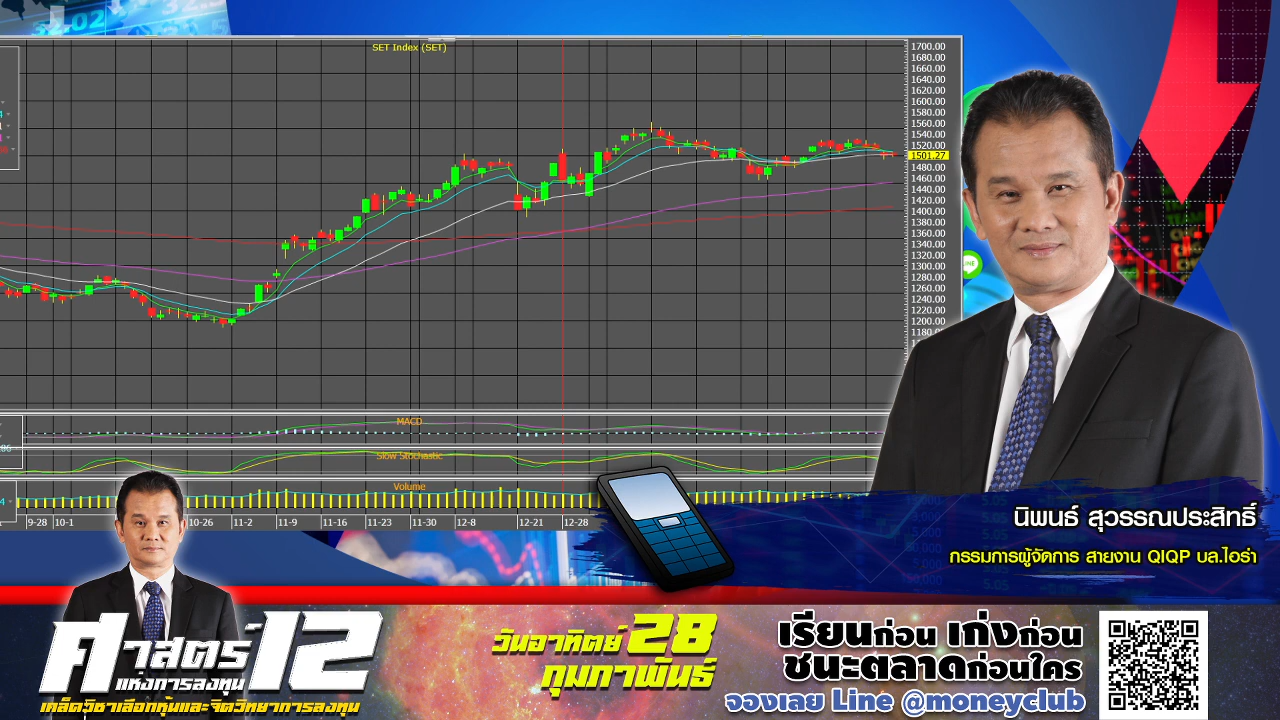 32.02
SET Index (SET)
1700.00
1680.00
1660.00
1640.00
1620.00
1600.00
1580.00
1560.00
1540.00
1520.00
1501.27
1480.00
1460.00
1440.00
1420.00
1400.00
1380.00
1360.00
1340.00
1320.00
1300.00
1280.00
1260.00
1240.00
1220.00
1200.00
LINE
MACD
Slow Stochastic
Volume
9-28 10-1 10-26 11-2 11-9 11-16 11-23 11-30 12-8 12-21 12-28
นิพนธ์ สุวรรณประสิทธิ์
กรรมการผู้จัดการ สายงาน QIQP บล.ไอร่า
ศาสตร์ 12
แห่งการลงทุน
เคล็ดวิชาเลือกหุ้นและจิตวิทยาการลงทุน
วันอาทิตย์ 28
กุมภาพันธ์
เรียนก่อน เก่งก่อน
ชนะตลาดก่อนใคร
จองเลย Line @moneyclub